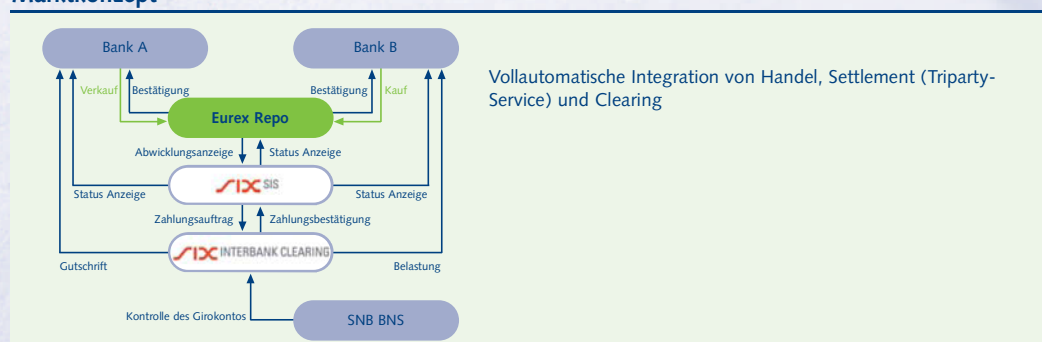 Marktkonzept
Bank A
Bank B
Vollautomatische Integration von Handel, Settlement (Triparty-
Service) und Clearing
Verkauf
Bestätigung
Bestätigung
Kauf
Eurex Repo
Abwicklungsanzeige
Status Anzeige
SIX SIS
Status Anzeige
Status Anzeige
Zahlungsauftrag
Zahlungsbestätigung
SIX INTERBANK CLEARING
Gutschrift
Belastung
Kontrolle des Girokontos
SNB BNS